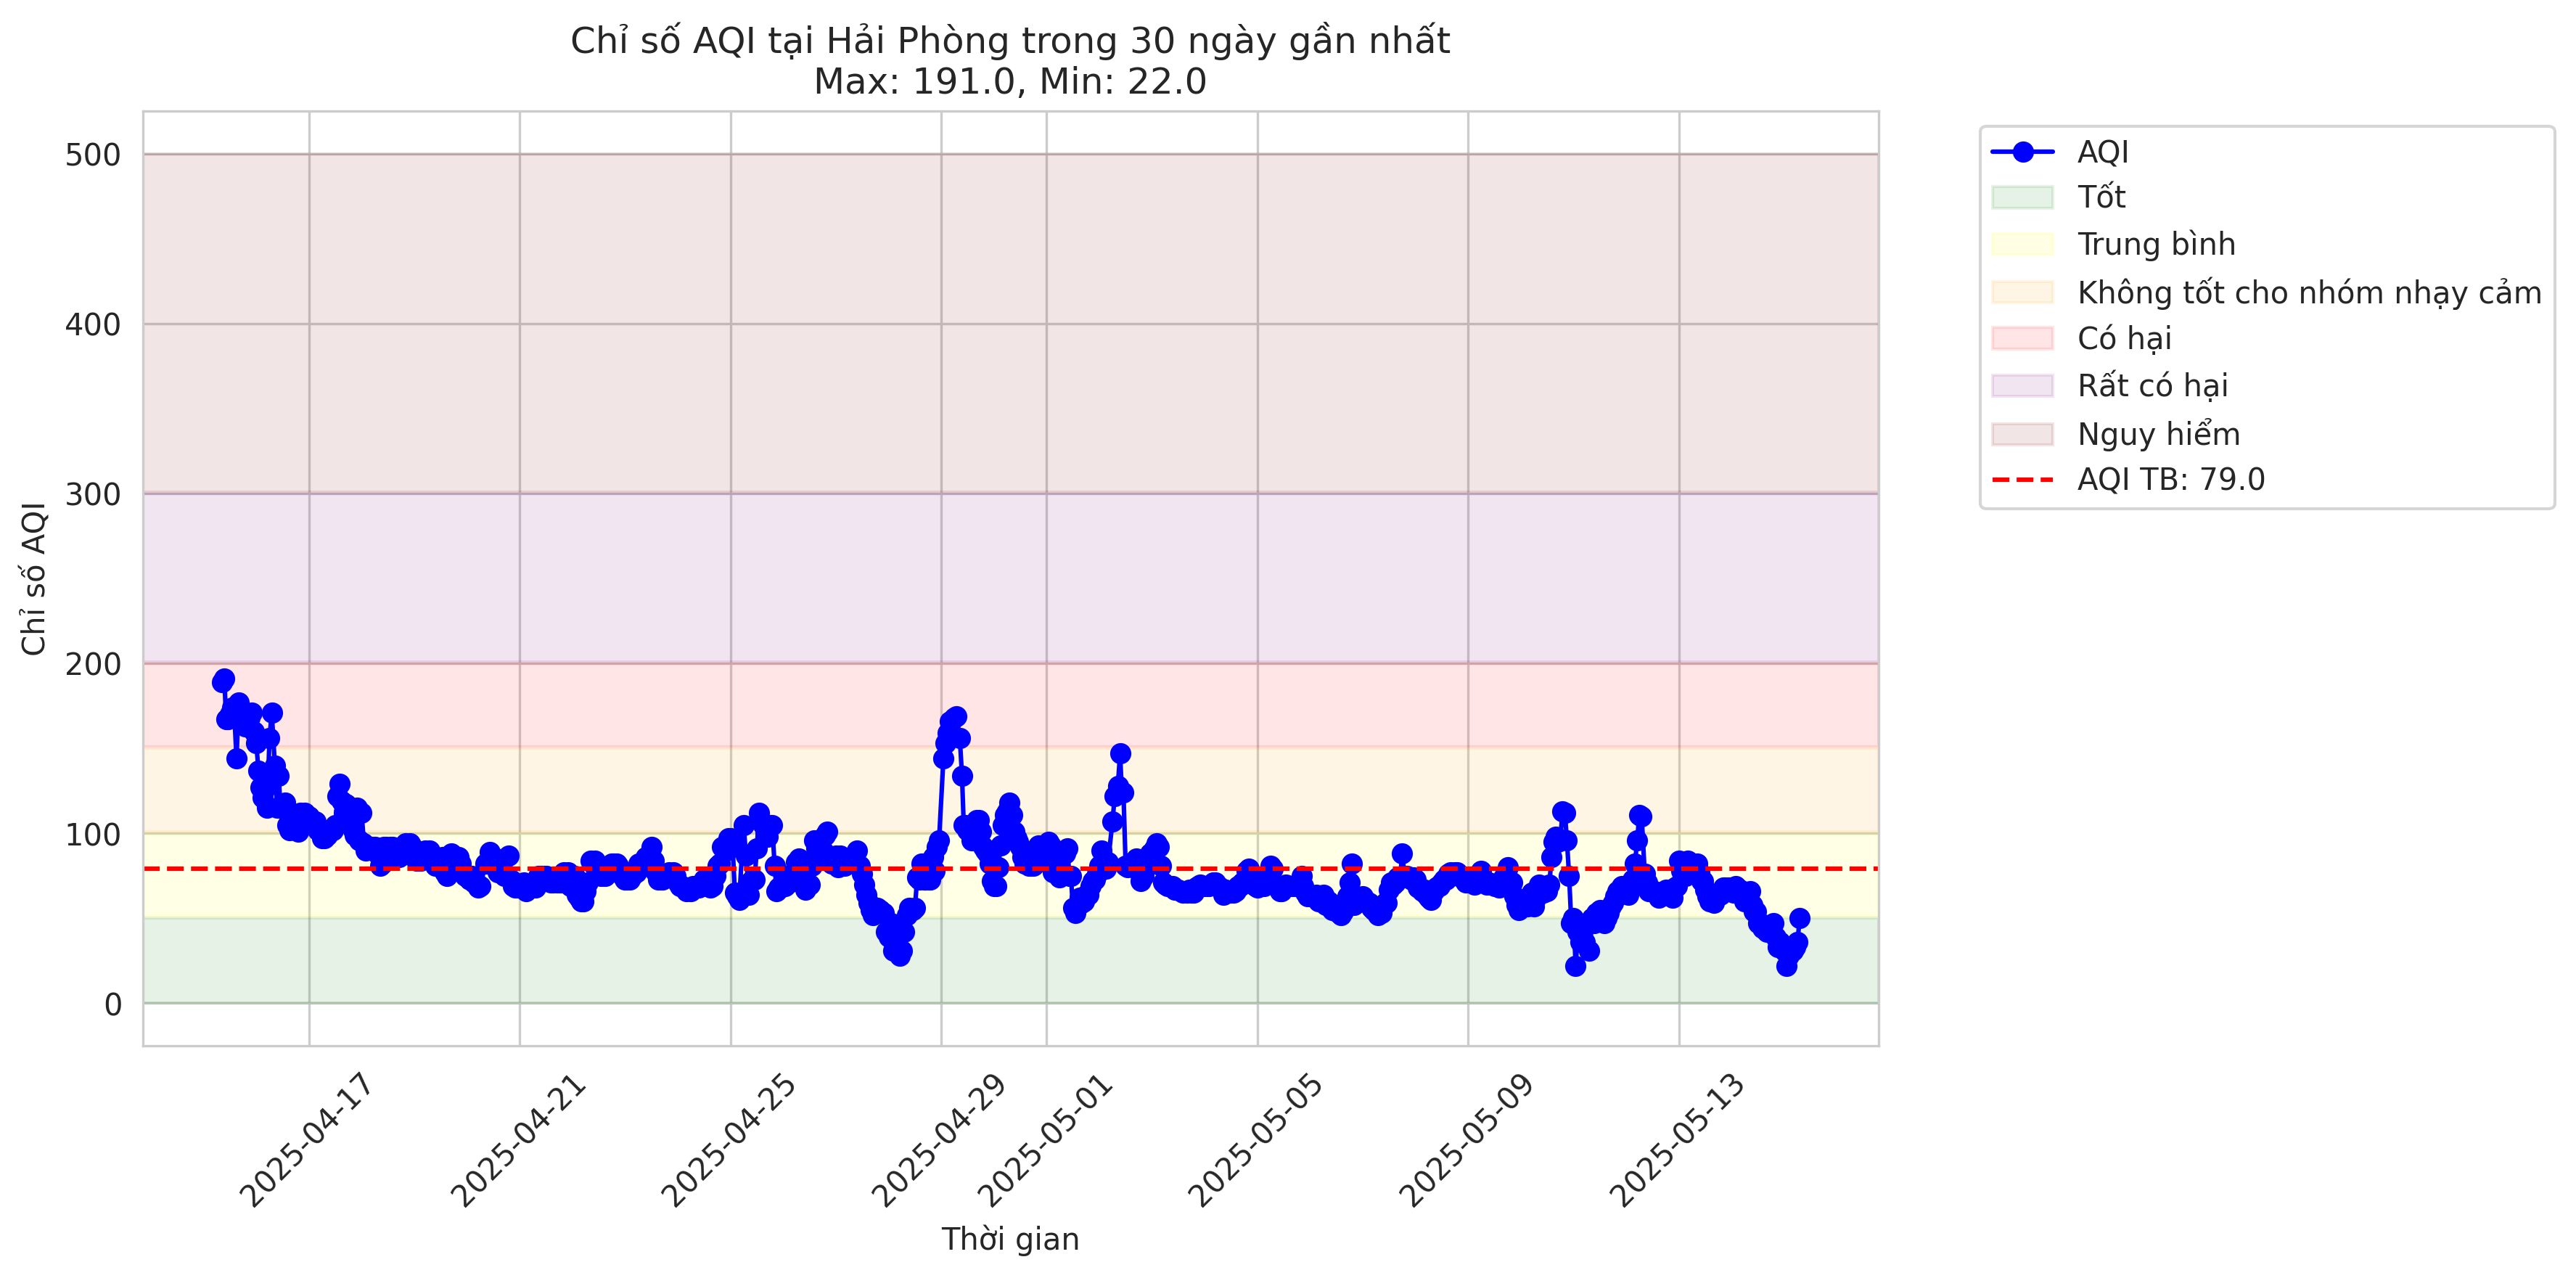 Chỉ số AQI tại Hải Phòng trong 30 ngày gần nhất
Max: 191.0, Min: 22.0
Chỉ số AQI
500
400
300
200
100
0
2025-04-17
2025-04-21
2025-04-25
2025-04-29
2025-05-01
2025-05-05
2025-05-09
2025-05-13
Thời gian
AQI
Tốt
Trung bình
Không tốt cho nhóm nhạy cảm
Có hại
Rất có hại
Nguy hiểm
AQI TB: 79.0